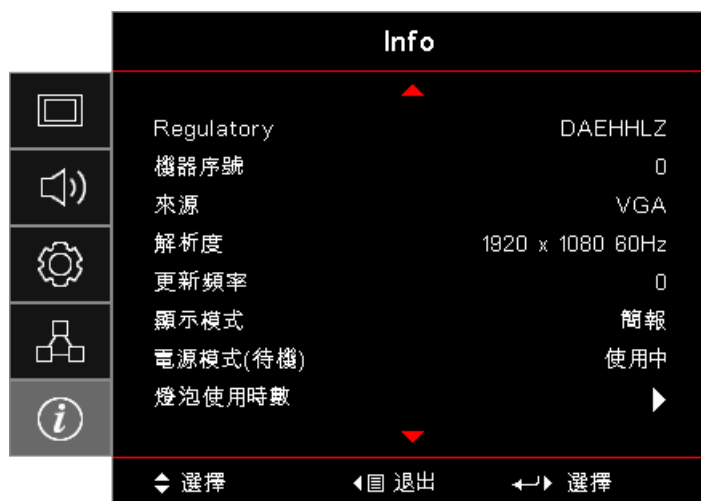 Info
Regulatory DAEHHLZ
機器序號 0
來源 VGA
解析度 1920 x 1080 60Hz
更新頻率 0
顯示模式 簡報
電源模式(待機) 使用中
燈泡使用時數
選擇 退出 選擇